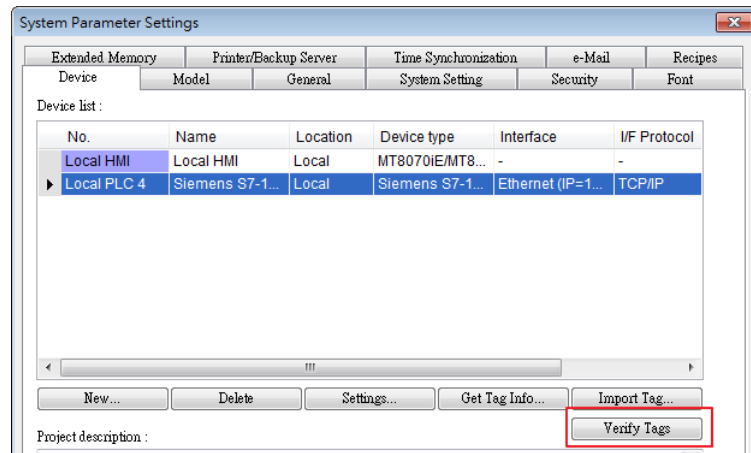 System Parameter Settings
Extended Memory Printer/Backup Server Time Synchronization e-Mail Recipes
Device Model General System Setting Security Font
Device list :
No. Name Location Device type Interface I/F Protocol
Local HMI Local HMI Local MT8070iE/MT8... - -
Local PLC 4 Siemens S7-1... Local Siemens S7-1... Ethernet (IP=1... TCP/IP
New... Delete Settings... Get Tag Info... Import Tag...
Verify Tags
Project description :